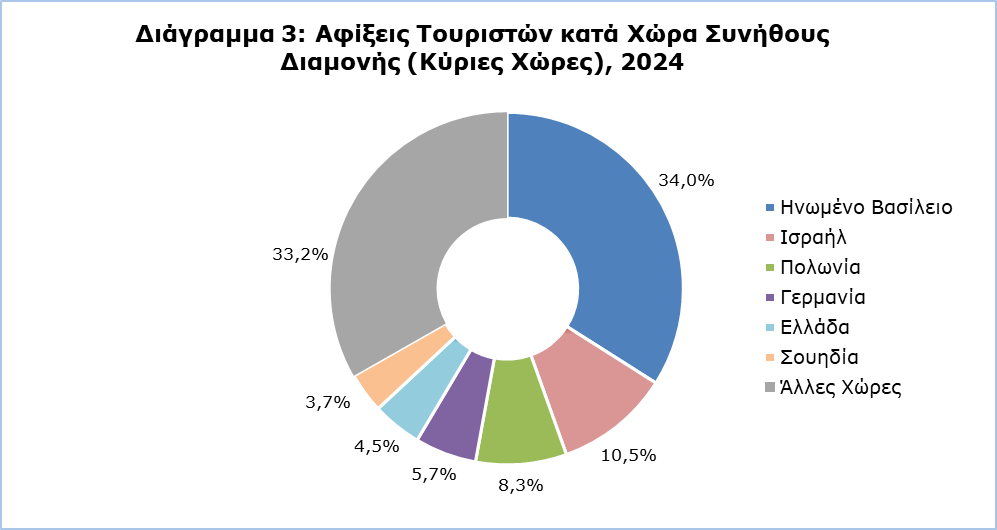 Διάγραμμα 3: Αφίξεις Τουριστών κατά Χώρα Συνήθους
Διαμονής (Κύριες Χώρες), 2024
34,0%
10,5%
8,3%
5,7%
4,5%
3,7%
33,2%
Ηνωμένο Βασίλειο
Ισραήλ
Πολωνία
Γερμανία
Ελλάδα
Σουηδία
Άλλες Χώρες